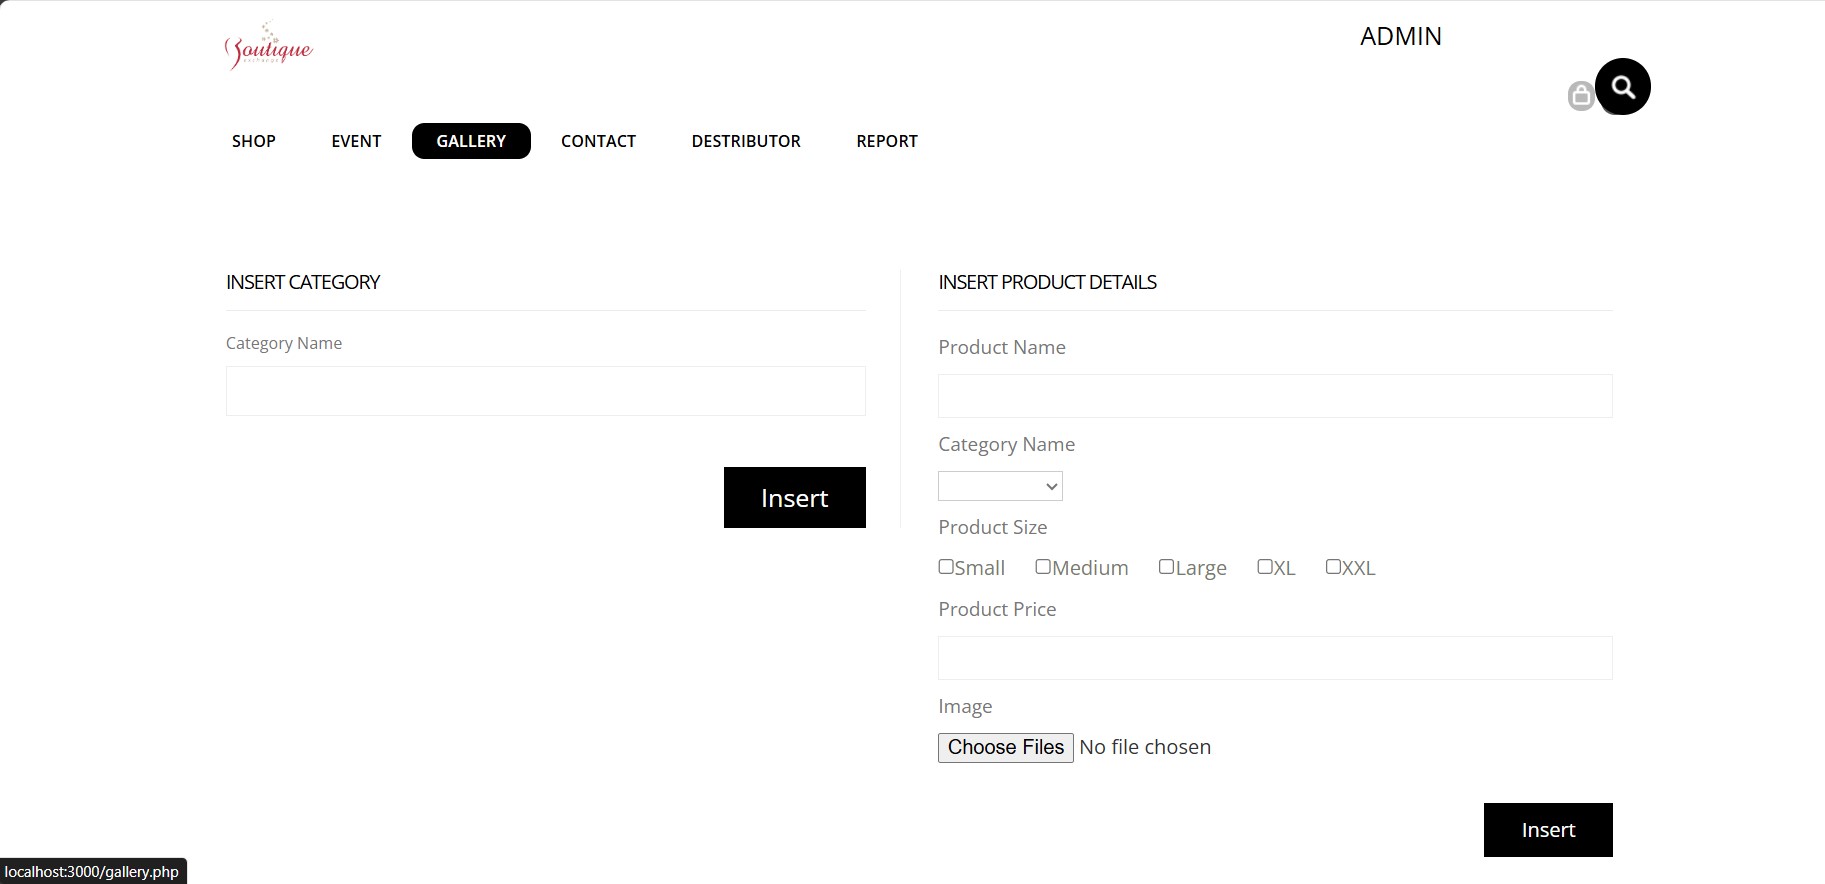 Boutique
exchange
ADMIN
SHOP EVENT GALLERY CONTACT DESTRIBUTOR REPORT
INSERT CATEGORY
Category Name
Insert
INSERT PRODUCT DETAILS
Product Name
Category Name
Product Size
Small Medium Large XL XXL
Product Price
Image
Choose Files No file chosen
Insert
localhost:3000/gallery.php